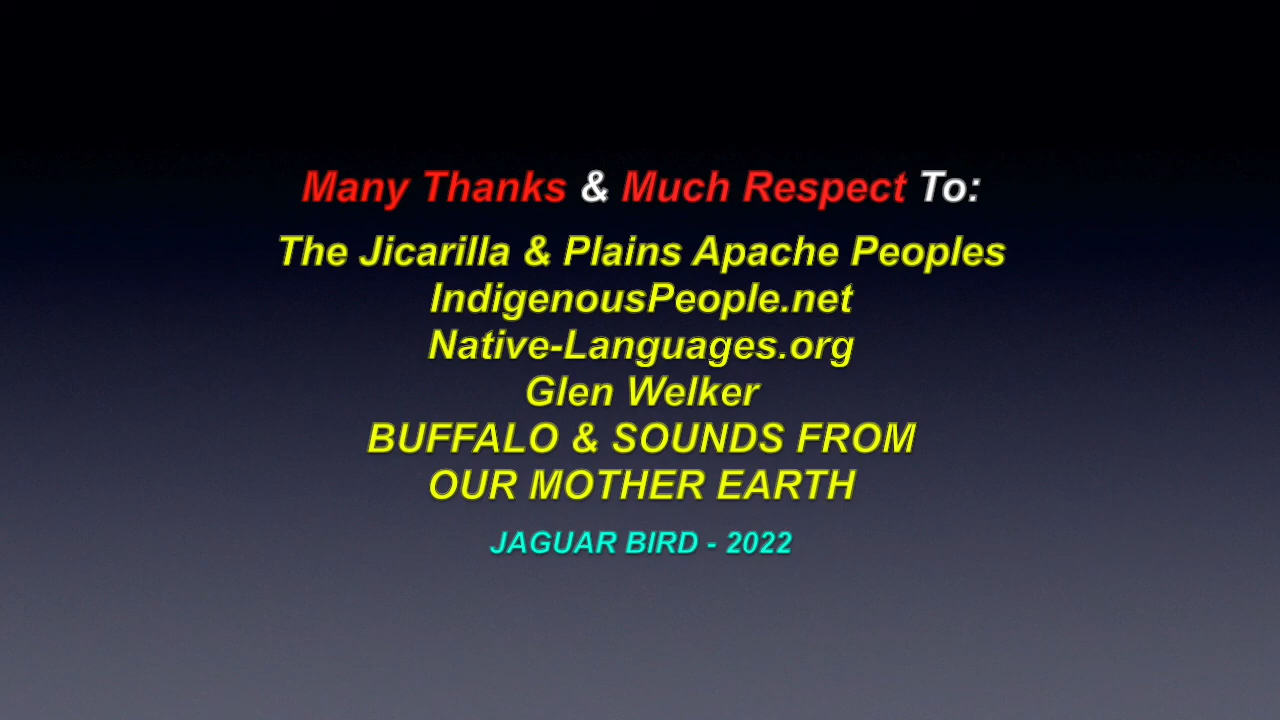 Many Thanks & Much Respect To:
The Jicarilla & Plains Apache Peoples
IndigenousPeople.net
Native-Languages.org
Glen Welker
BUFFALO & SOUNDS FROM
OUR MOTHER EARTH
JAGUAR BIRD - 2022